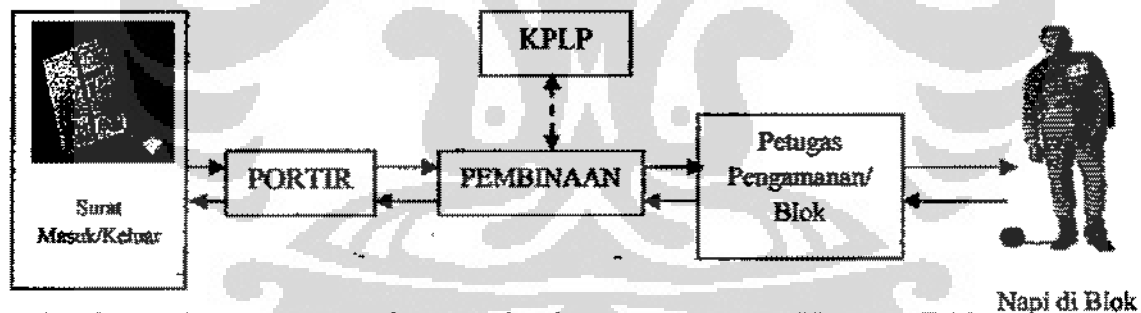 KPLP
Surat
Masuk/Keluar
PORTIR
PEMBINAAN
Petugas
Pengamanan/
Blok
Napi di Blok